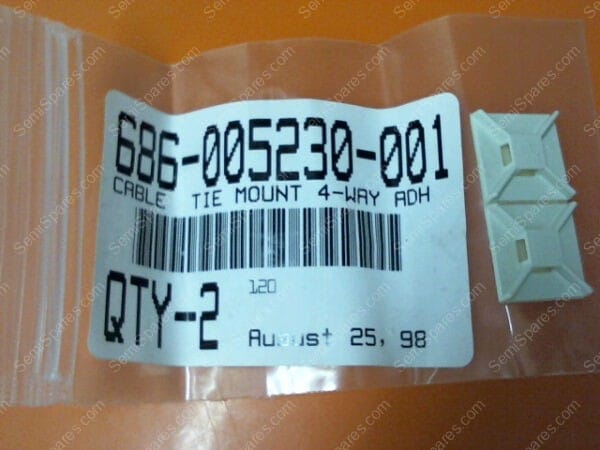 686-005230-001
CABLE TIE MOUNT 4-WAY ADH
QTY-2
120
August 25, 98
SemiSpares.com